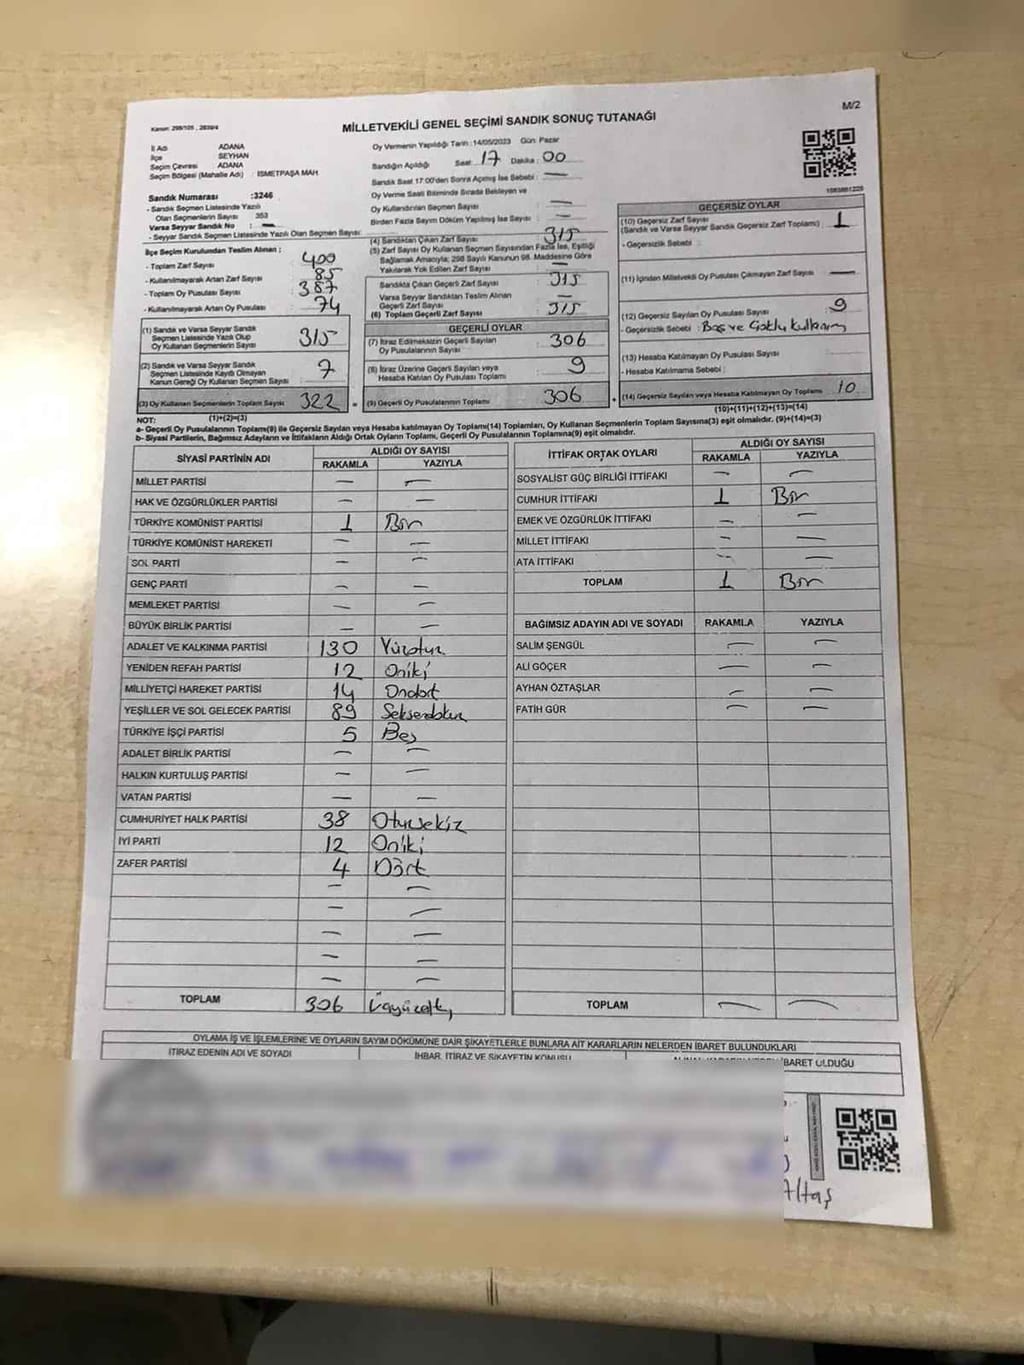 M/2
Kanun: 298/105 , 2839/4
MİLLETVEKİLİ GENEL SEÇİMİ SANDIK SONUÇ TUTANAĞI
İl Adı ADANA
İlçe SEYHAN
Seçim Çevresi ADANA
Seçim Bölgesi (Mahalle Adı) : İSMETPAŞA MAH.
Sandık Numarası :3246
- Sandık Seçmen Listesinde Yazılı
Olan Seçmenlerin Sayısı 353
Varsa Seyyar Sandık No : —
- Seyyar Sandık Seçmen Listesinde Yazılı Olan Seçmen Sayısı:
İlçe Seçim Kurulundan Teslim Alınan ;
- Toplam Zarf Sayısı 400
- Kullanılmayarak Artan Zarf Sayısı 85
- Toplam Oy Pusulası Sayısı 387
- Kullanılmayarak Artan Oy Pusulası 74
(1) Sandık ve Varsa Seyyar Sandık
Seçmen Listesinde Yazılı Olup
Oy Kullanan Seçmenlerin Sayısı 315
(2) Sandık ve Varsa Seyyar Sandık
Seçmen Listesinde Kayıtlı Olmayan
Kanun Gereği Oy Kullanan Seçmen Sayısı 7
(3) Oy Kullanan Seçmenlerin Toplam Sayısı 322
Oy Vermenin Yapıldığı Tarih :14/05/2023 Gün: Pazar
Sandığın Açıldığı Saat : 17 Dakika : 00
Sandık Saat 17:00'den Sonra Açılmış İse Sebebi : —
Oy Verme Saati Bitiminde Sırada Bekleyen ve
Oy Kullandırılan Seçmen Sayısı : —
Birden Fazla Sayım Döküm Yapılmış İse Sayısı : —
(4) Sandıktan Çıkan Zarf Sayısı 315
(5) Zarf Sayısı Oy Kullanan Seçmen Sayısından Fazla İse, Eşitliği
Sağlamak Amacıyla; 298 Sayılı Kanunun 98. Maddesine Göre
Yakılarak Yok Edilen Zarf Sayısı —
Sandıkta Çıkan Geçerli Zarf Sayısı 315
Varsa Seyyar Sandıktan Teslim Alınan
Geçerli Zarf Sayısı —
(6) Toplam Geçerli Zarf Sayısı 315
GEÇERLİ OYLAR
(7) İtiraz Edilmeksizin Geçerli Sayılan
Oy Pusulalarının Sayısı 306
(8) İtiraz Üzerine Geçerli Sayılan veya
Hesaba Katılan Oy Pusulası Toplamı 9
(9) Geçerli Oy Pusulalarının Toplamı 306
1083861226
GEÇERSİZ OYLAR
(10) Geçersiz Zarf Sayısı
(Sandık ve Varsa Seyyar Sandık Geçersiz Zarf Toplamı) : 1
- Geçersizlik Sebebi :
(11) İçinden Milletvekili Oy Pusulası Çıkmayan Zarf Sayısı : —
(12) Geçersiz Sayılan Oy Pusulası Sayısı : 9
- Geçersizlik Sebebi : Boş ve Çoklu Kullanım
(13) Hesaba Katılmayan Oy Pusulası Sayısı :
- Hesaba Katılmama Sebebi :
(14) Geçersiz Sayılan veya Hesaba Katılmayan Oy Toplamı : 10
NOT: (1)+(2)=(3) (10)+(11)+(12)+(13)=(14)
a- Geçerli Oy Pusulalarının Toplamı(9) ile Geçersiz Sayılan veya Hesaba katılmayan Oy Toplamı(14) Toplamları, Oy Kullanan Seçmenlerin Toplam Sayısına(3) eşit olmalıdır. (9)+(14)=(3)
b- Siyasi Partilerin, Bağımsız Adayların ve İttifakların Aldığı Ortak Oyların Toplamı, Geçerli Oy Pusulalarının Toplamına(9) eşit olmalıdır.
SİYASİ PARTİNİN ADI ALDIĞI OY SAYISI
RAKAMLA YAZIYLA
MİLLET PARTİSİ — —
HAK VE ÖZGÜRLÜKLER PARTİSİ — —
TÜRKİYE KOMÜNİST PARTİSİ 1 Bir
TÜRKİYE KOMÜNİST HAREKETİ — —
SOL PARTİ — —
GENÇ PARTİ — —
MEMLEKET PARTİSİ — —
BÜYÜK BİRLİK PARTİSİ — —
ADALET VE KALKINMA PARTİSİ 130 Yüzotuz
YENİDEN REFAH PARTİSİ 12 Oniki
MİLLİYETÇİ HAREKET PARTİSİ 14 Ondört
YEŞİLLER VE SOL GELECEK PARTİSİ 89 Seksendokuz
TÜRKİYE İŞÇİ PARTİSİ 5 Beş
ADALET BİRLİK PARTİSİ — —
HALKIN KURTULUŞ PARTİSİ — —
VATAN PARTİSİ — —
CUMHURİYET HALK PARTİSİ 38 Otuzsekiz
İYİ PARTİ 12 Oniki
ZAFER PARTİSİ 4 Dört
— —
— —
— —
— —
— —
TOPLAM 306 Üçyüzaltı
İTTİFAK ORTAK OYLARI ALDIĞI OY SAYISI
RAKAMLA YAZIYLA
SOSYALİST GÜÇ BİRLİĞİ İTTİFAKI — —
CUMHUR İTTİFAKI 1 Bir
EMEK VE ÖZGÜRLÜK İTTİFAKI — —
MİLLET İTTİFAKI — —
ATA İTTİFAKI — —
TOPLAM 1 Bir
BAĞIMSIZ ADAYIN ADI VE SOYADI RAKAMLA YAZIYLA
SALİM ŞENGÜL — —
ALİ GÖÇER — —
AYHAN ÖZTAŞLAR — —
FATİH GÜR — —
TOPLAM — —
OYLAMA İŞ VE İŞLEMLERİNE VE OYLARIN SAYIM DÖKÜMÜNE DAİR ŞİKAYETLERLE BUNLARA AİT KARARLARIN NELERDEN İBARET BULUNDUKLARI
İTİRAZ EDENİN ADI VE SOYADI İHBAR, İTİRAZ VE ŞİKAYETİN KONUSU İBARET OLDUĞU
Altaş